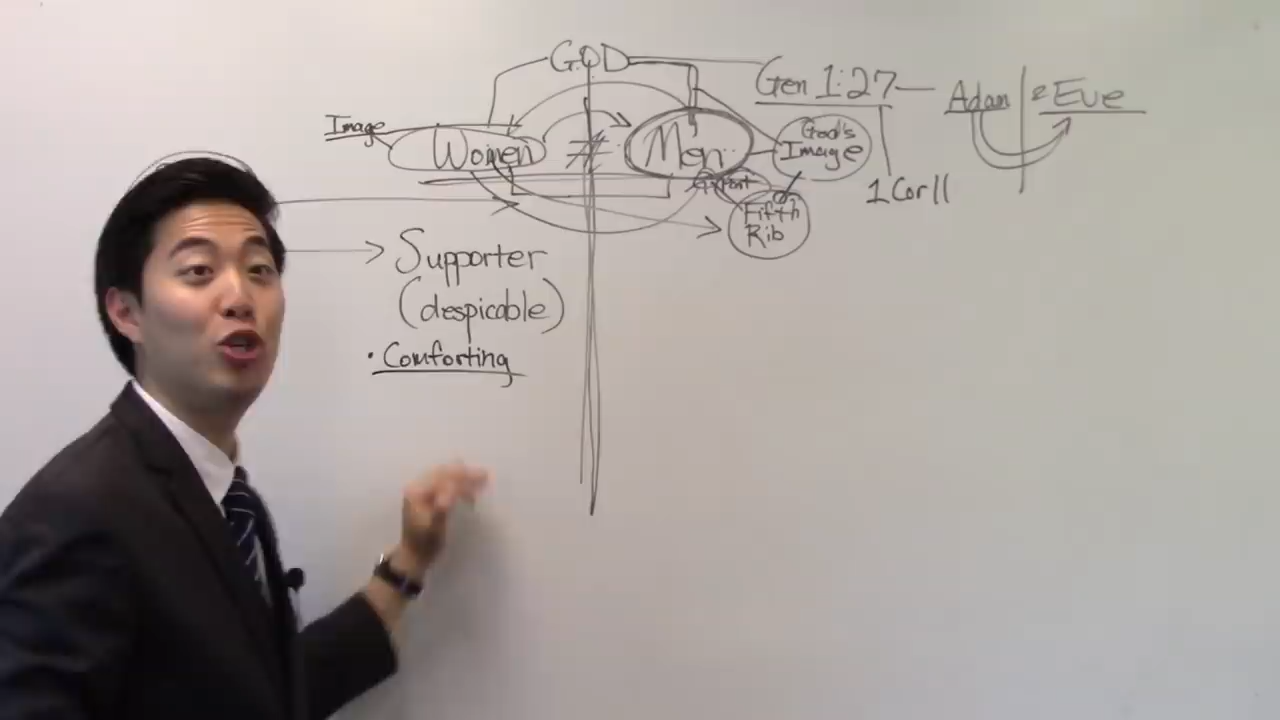 GOD
Gen 1:27
Adam & Eve
Image
Women
≠
Men
God's
Image
1 Cor 11
Fifth
Rib
Supporter
(despicable)
• Comforting